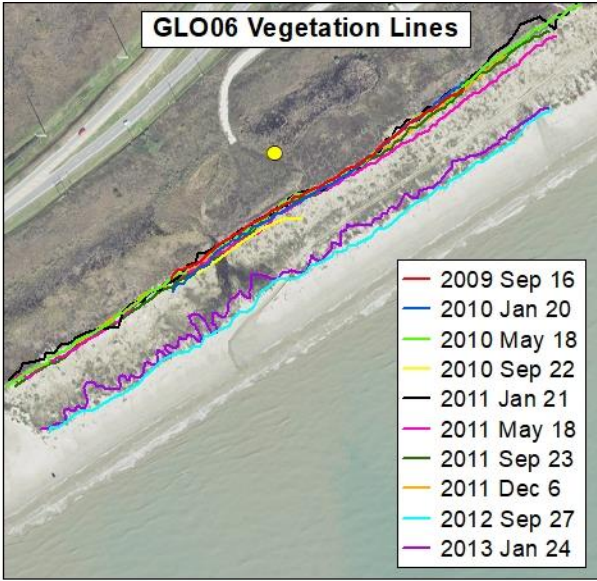 GLO06 Vegetation Lines
2009 Sep 16
2010 Jan 20
2010 May 18
2010 Sep 22
2011 Jan 21
2011 May 18
2011 Sep 23
2011 Dec 6
2012 Sep 27
2013 Jan 24